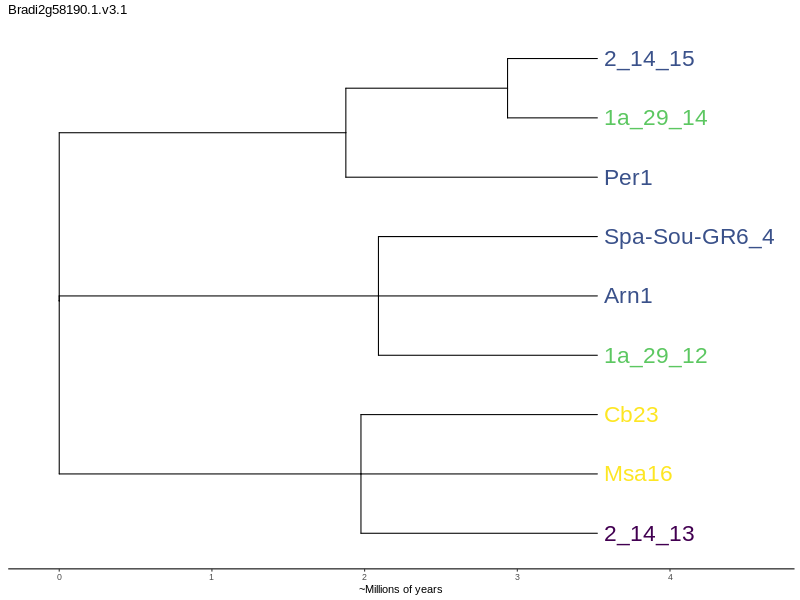 Bradi2g58190.1.v3.1
2_14_15
1a_29_14
Per1
Spa-Sou-GR6_4
Arn1
1a_29_12
Cb23
Msa16
2_14_13
0 1 2 3 4
~Millions of years